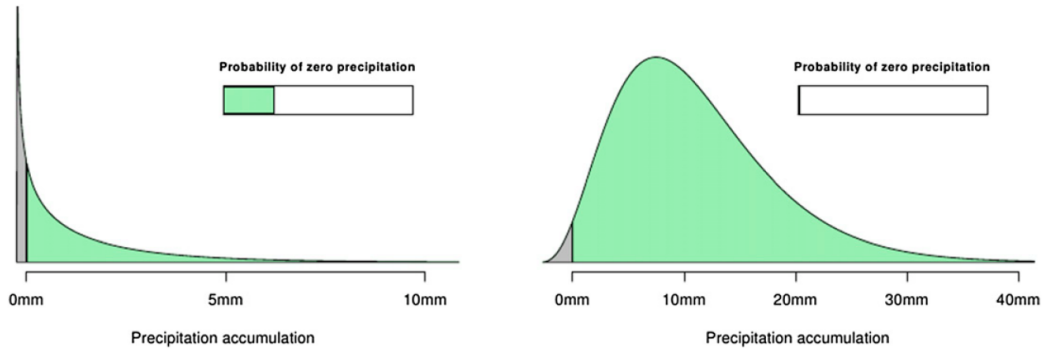 Probability of zero precipitation
0mm 5mm 10mm
Precipitation accumulation
Probability of zero precipitation
0mm 10mm 20mm 30mm 40mm
Precipitation accumulation